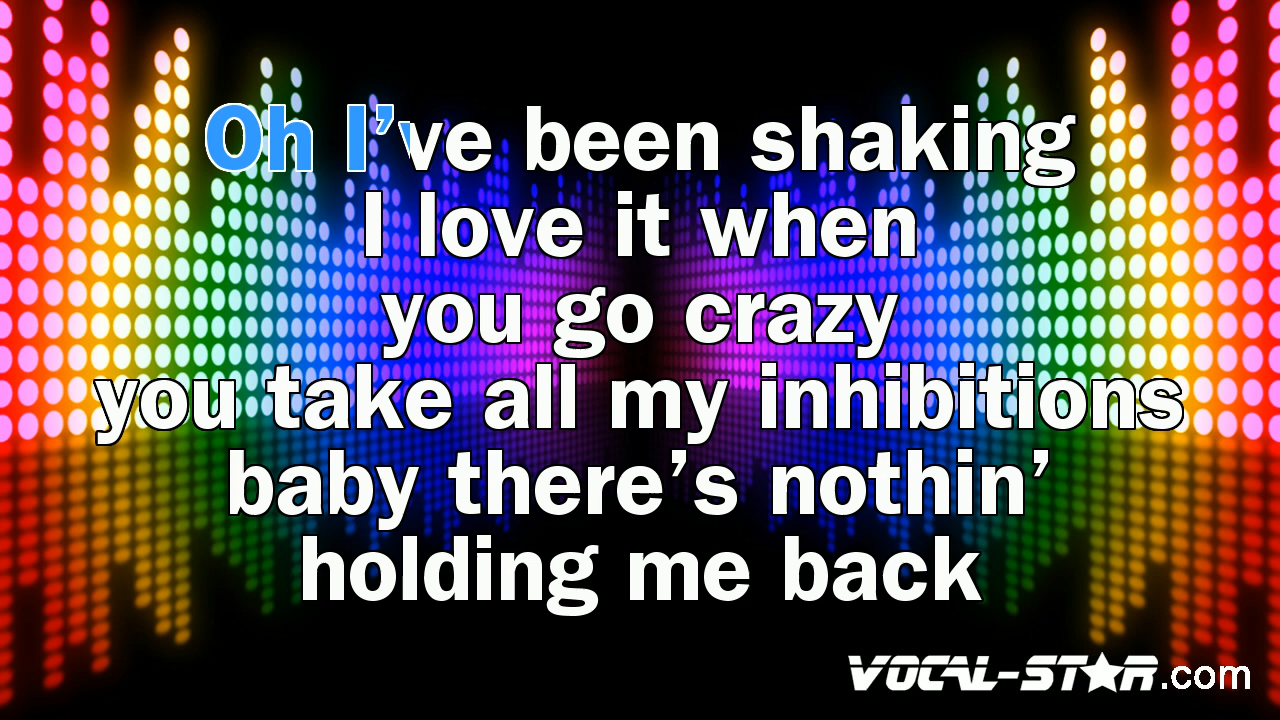 Oh I've been shaking
I love it when
you go crazy
you take all my inhibitions
baby there's nothin'
holding me back
VOCAL-STAR.com